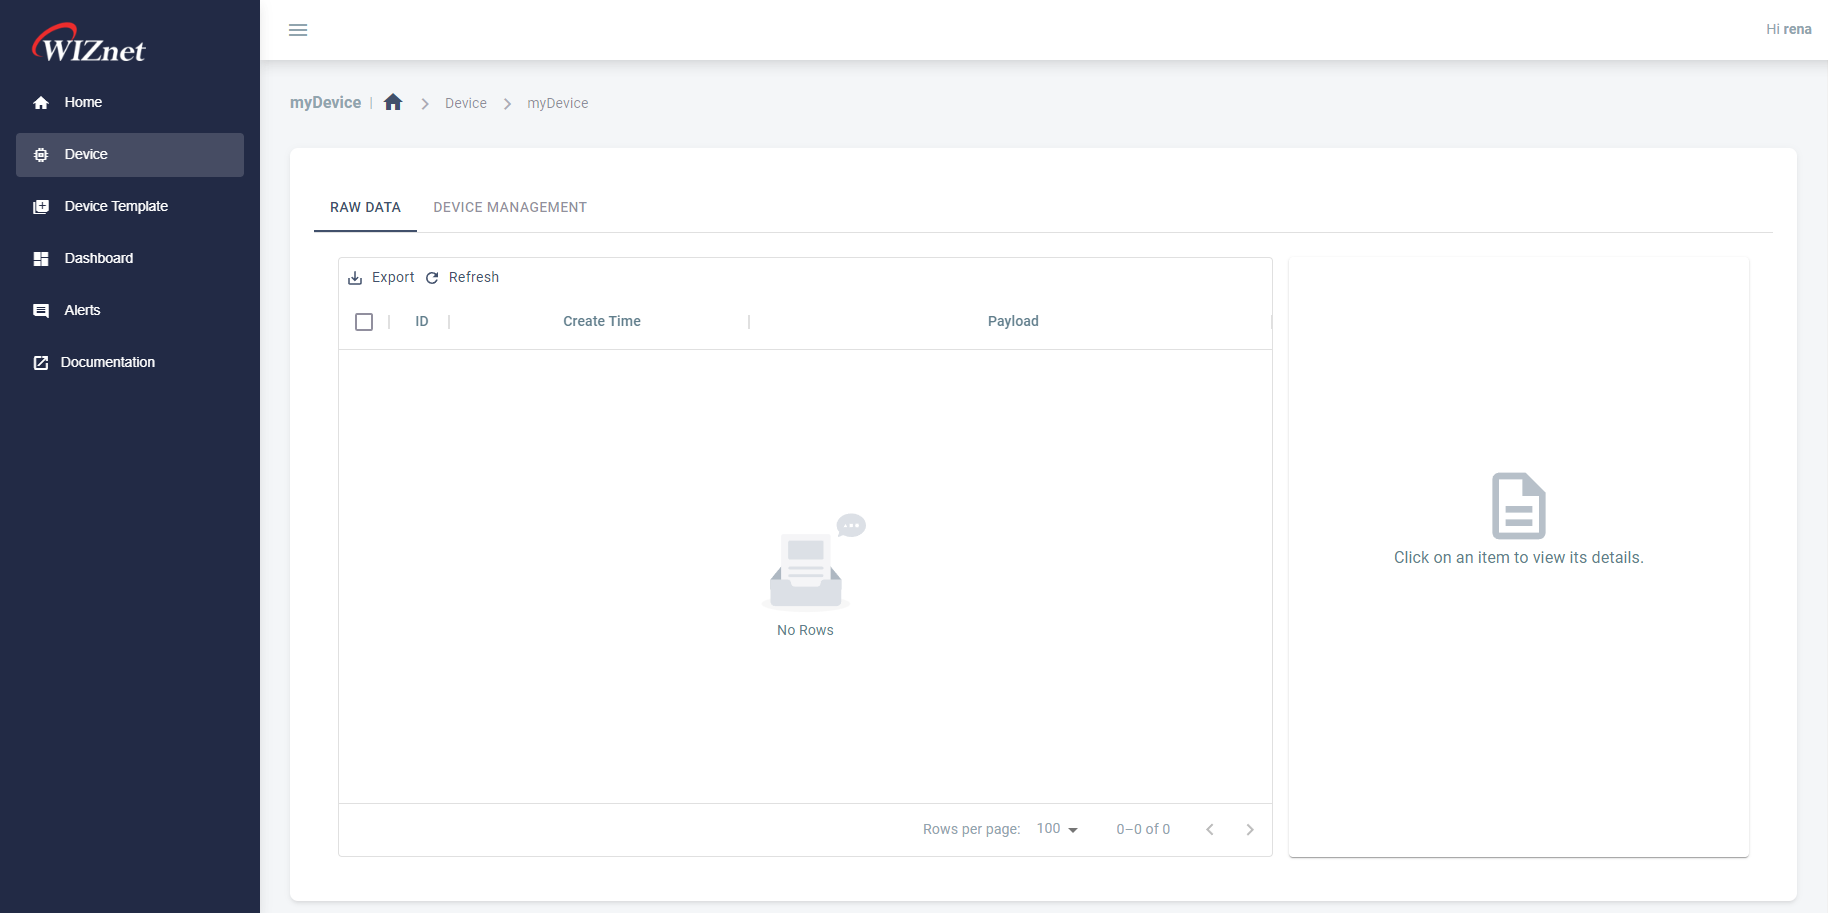 WIZnet
Hi rena
Home
Device
Device Template
Dashboard
Alerts
Documentation
myDevice | Device myDevice
RAW DATA DEVICE MANAGEMENT
Export Refresh
ID Create Time Payload
No Rows
Click on an item to view its details.
Rows per page: 100 0–0 of 0